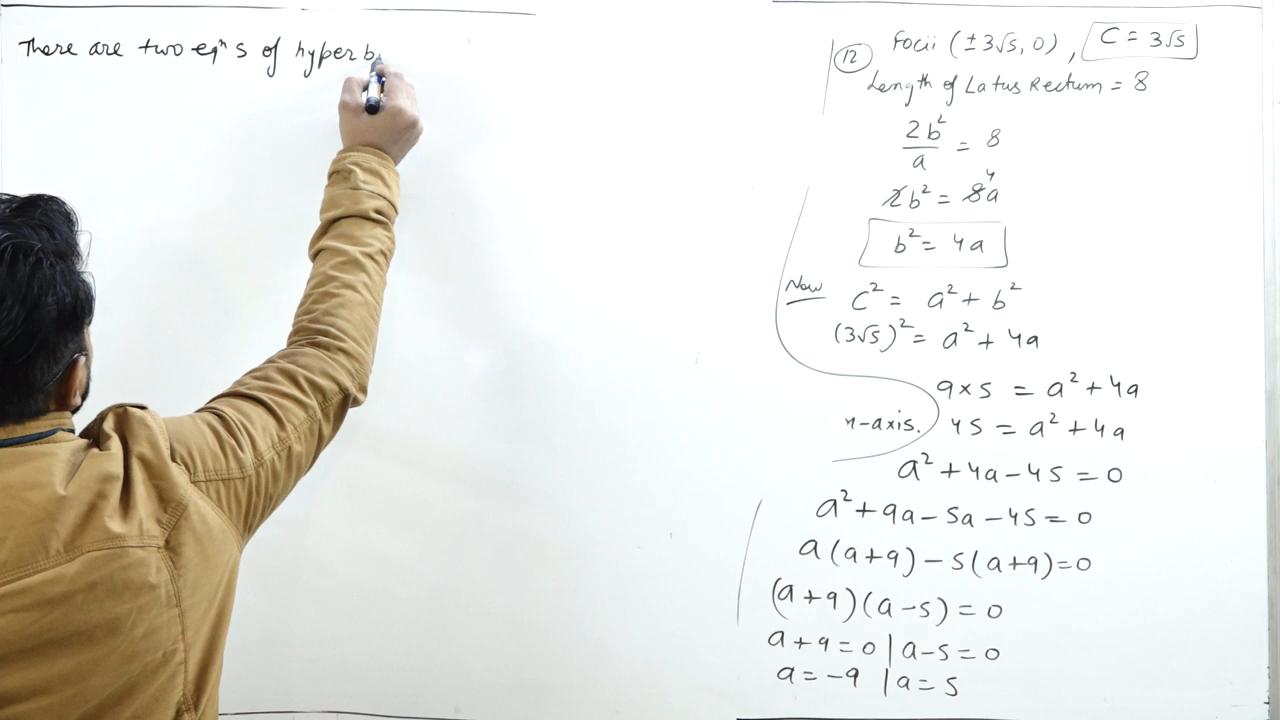 There are two eqⁿs of hyperb
(12) Focii (±3√5, 0), C = 3√5
Length of Latus Rectum = 8
2b²/a = 8
2b² = 8a 4
b² = 4a
Now C² = a² + b²
(3√5)² = a² + 4a
9×5 = a² + 4a
x-axis. 45 = a² + 4a
a² + 4a - 45 = 0
a² + 9a - 5a - 45 = 0
a(a+9) - 5(a+9) = 0
(a+9)(a-5) = 0
a+9=0 | a-5=0
a = -9 | a = 5